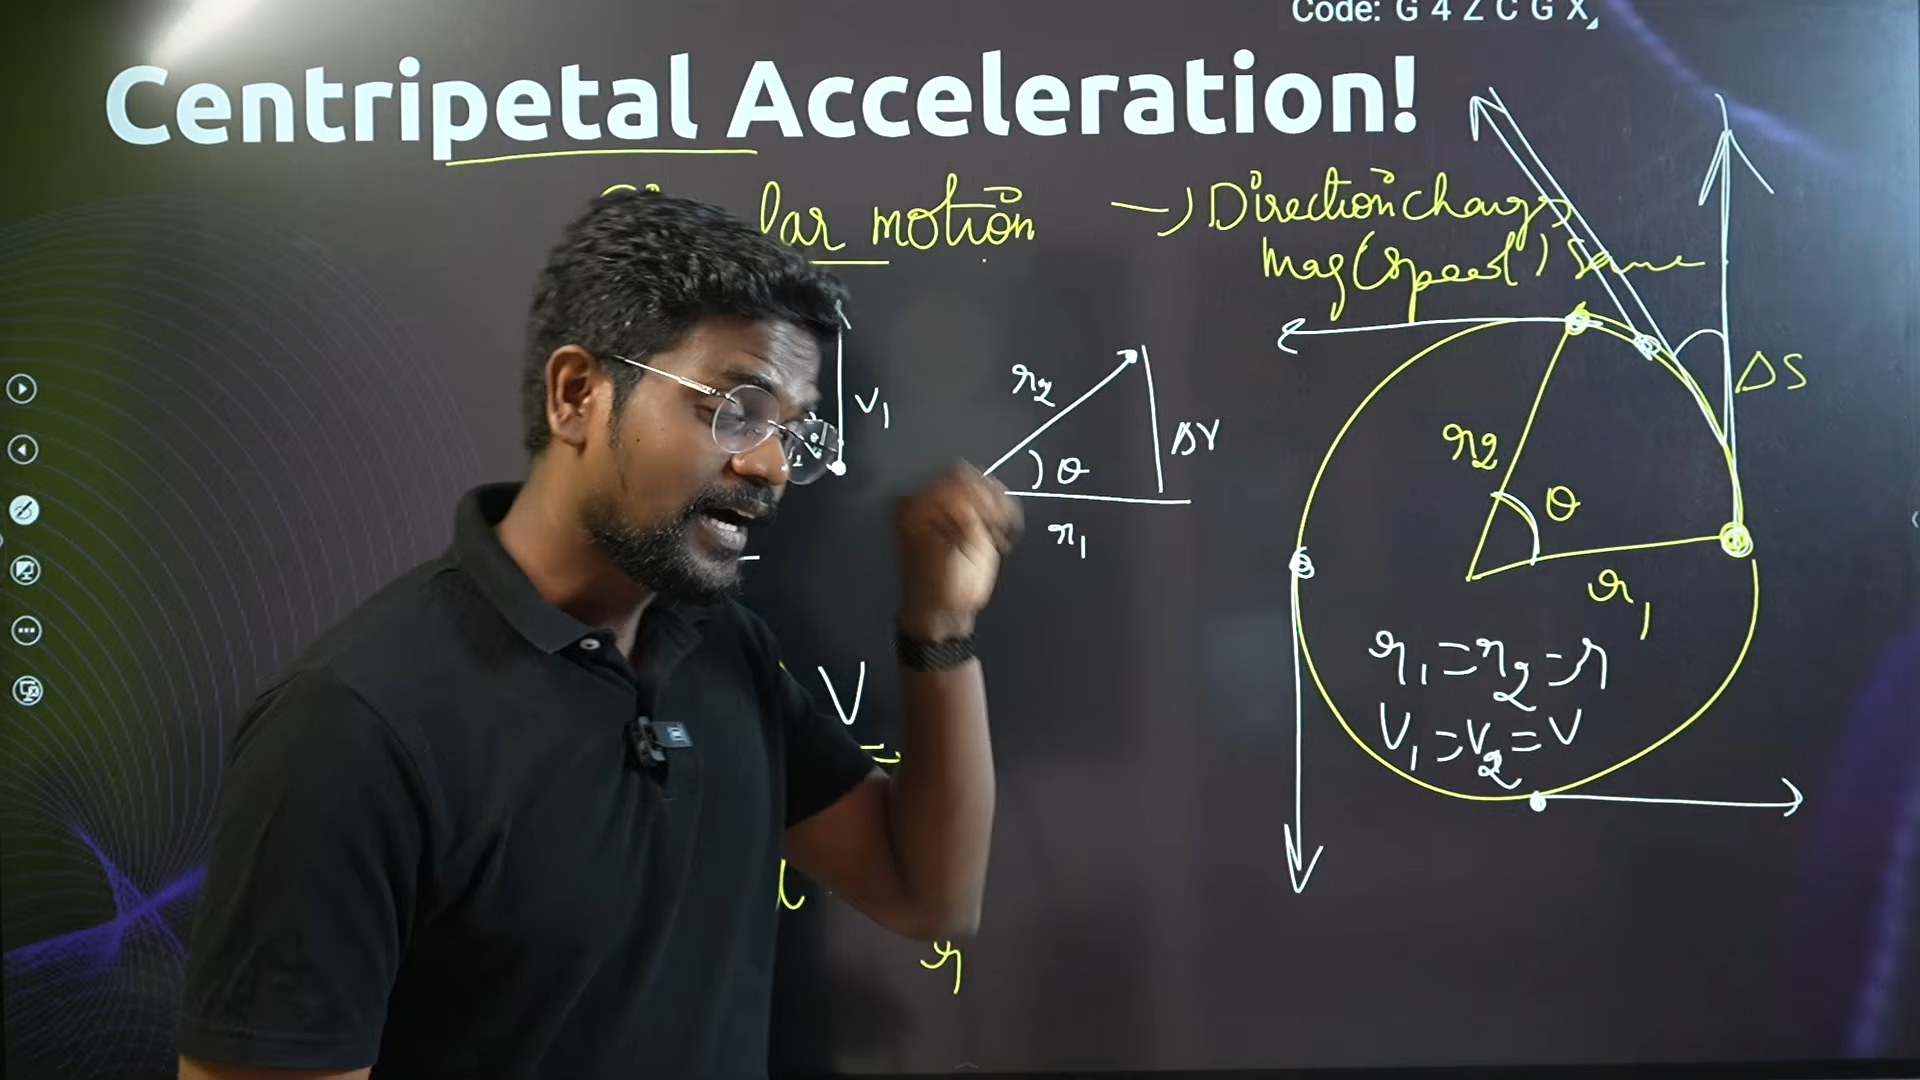 Code: G 4 Z C G X
Centripetal Acceleration!
lar motion → Direction change
Mag (speed) same
V1
r2
Δr
θ
r1
ΔS
r2
θ
r1
r1 = r2 = r
V1 = V2 = V
V
=
r